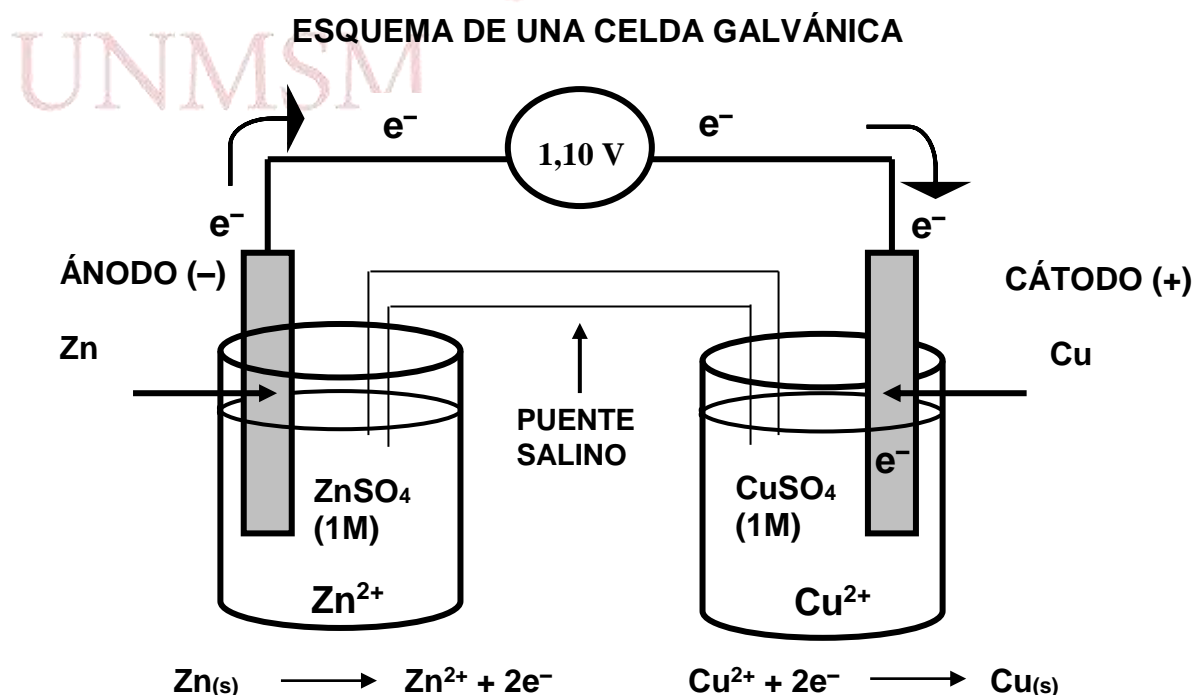 ESQUEMA DE UNA CELDA GALVÁNICA
UNMSM
e⁻
1,10 V
e⁻
e⁻
e⁻
ÁNODO (–)
CÁTODO (+)
Zn
Cu
PUENTE
SALINO
e⁻
ZnSO₄
(1M)
CuSO₄
(1M)
Zn²⁺
Cu²⁺
Zn(s) ⟶ Zn²⁺ + 2e⁻
Cu²⁺ + 2e⁻ ⟶ Cu(s)